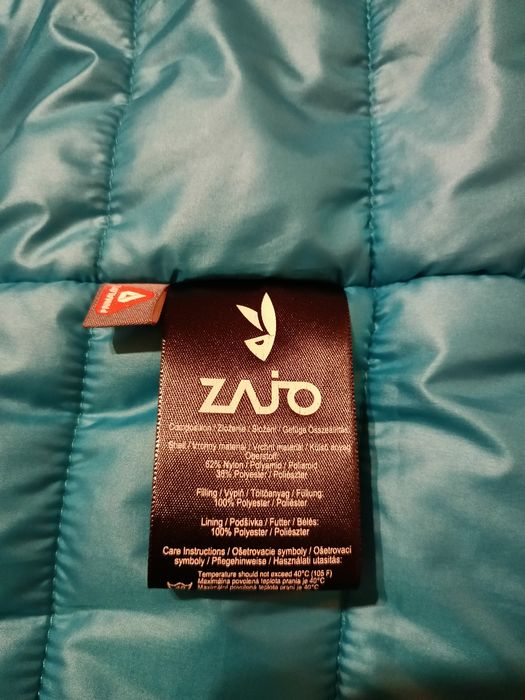 PRIMALOFT
ZAJO
Composition / Zloženie / Složení / Gefüge Összeskirtak
Shell / Vrchný materiál / Vrchní materiál / Külső anyag
Oberstoff:
62% Nylon / Polyamid / Poliamid
38% Polyester / Poliészter
Filling / Výplň / Töltőanyag / Füllung:
100% Polyester / Poliészter
Lining / Podšívka / Futter / Bélés:
100% Polyester / Poliészter
Care Instructions / Ošetrovacie symboly / Ošetřovací
symboly / Pflegehinweise / Használati utasítás:
Temperature should not exceed 40°C (105 F)
Maximálna povolená teplota prania je 40°C
Maximální povolená teplota praní je 40°C